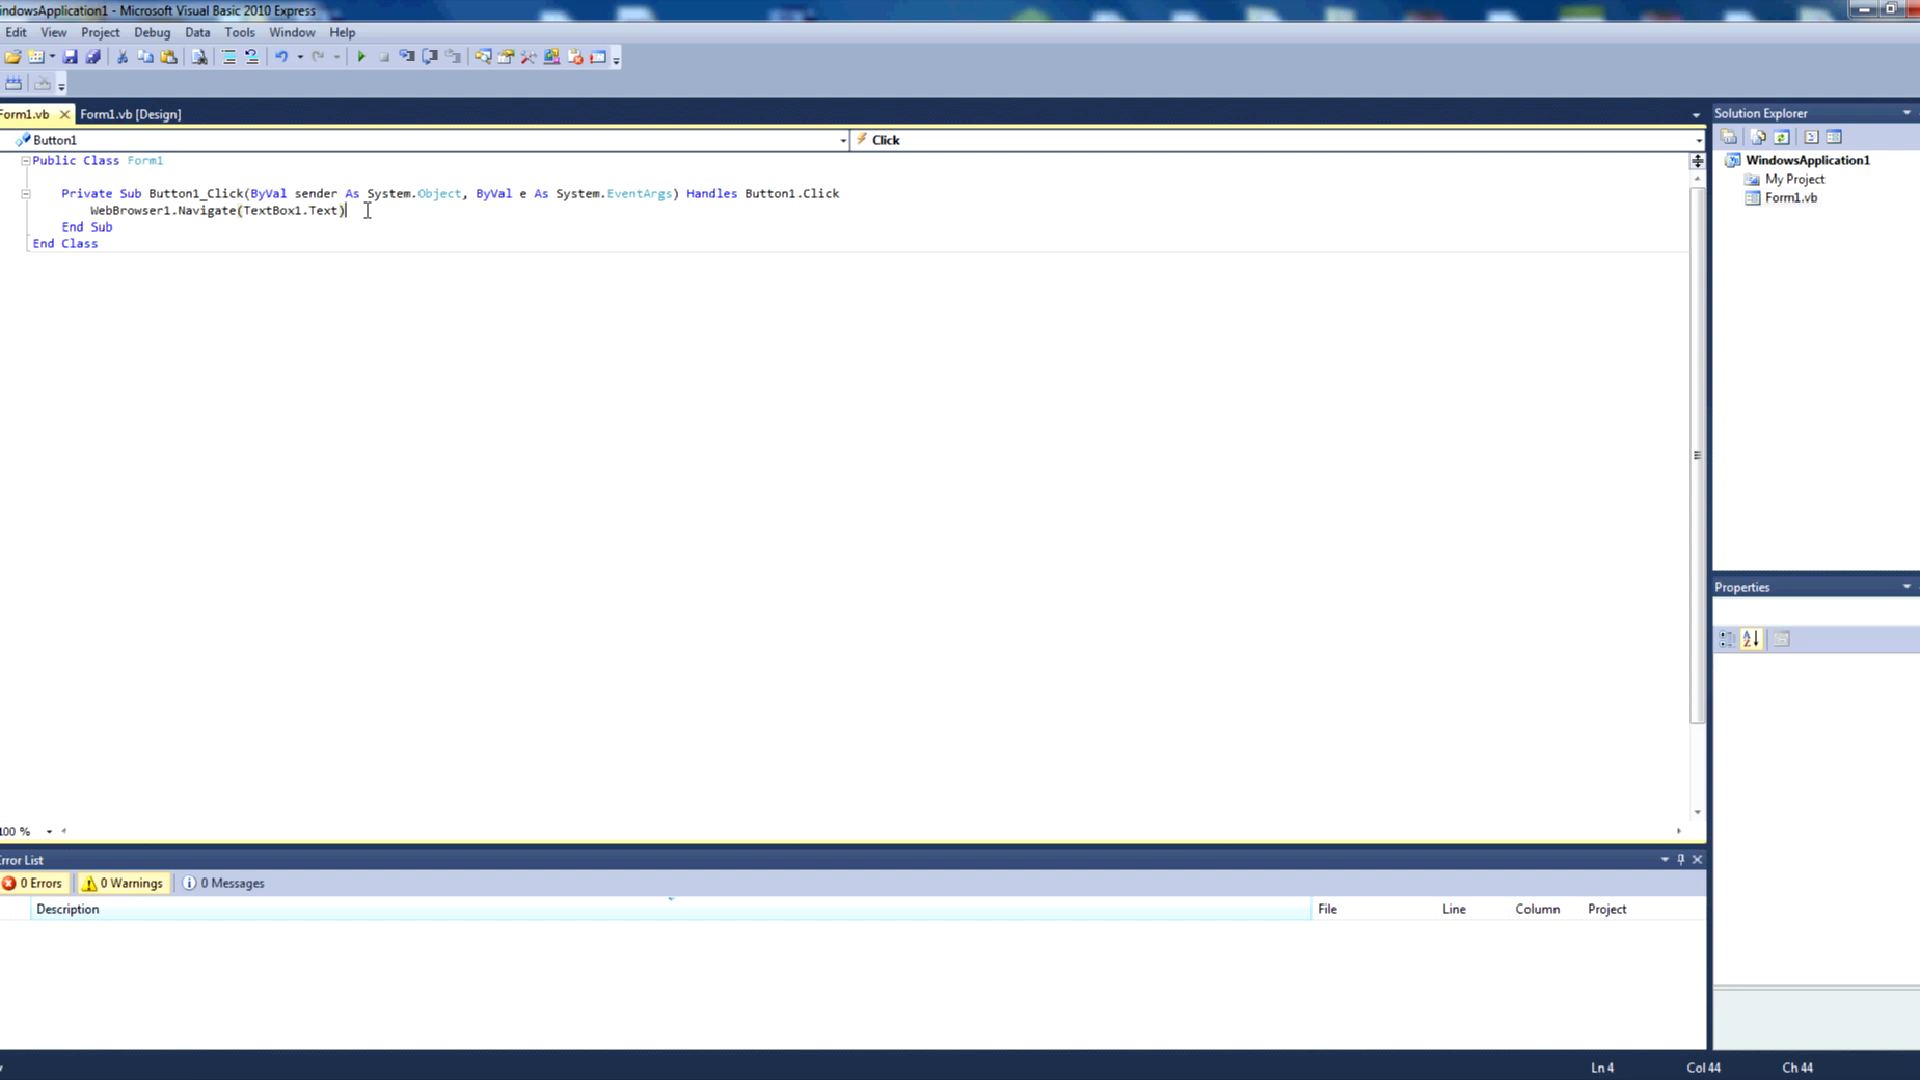 indowsApplication1 - Microsoft Visual Basic 2010 Express
Edit View Project Debug Data Tools Window Help
Form1.vb Form1.vb [Design]
Button1 Click
Public Class Form1
Private Sub Button1_Click(ByVal sender As System.Object, ByVal e As System.EventArgs) Handles Button1.Click
WebBrowser1.Navigate(TextBox1.Text)
End Sub
End Class
100 %
Solution Explorer
WindowsApplication1
My Project
Form1.vb
Properties
Error List
0 Errors 0 Warnings 0 Messages
Description File Line Column Project
Ln 4 Col 44 Ch 44